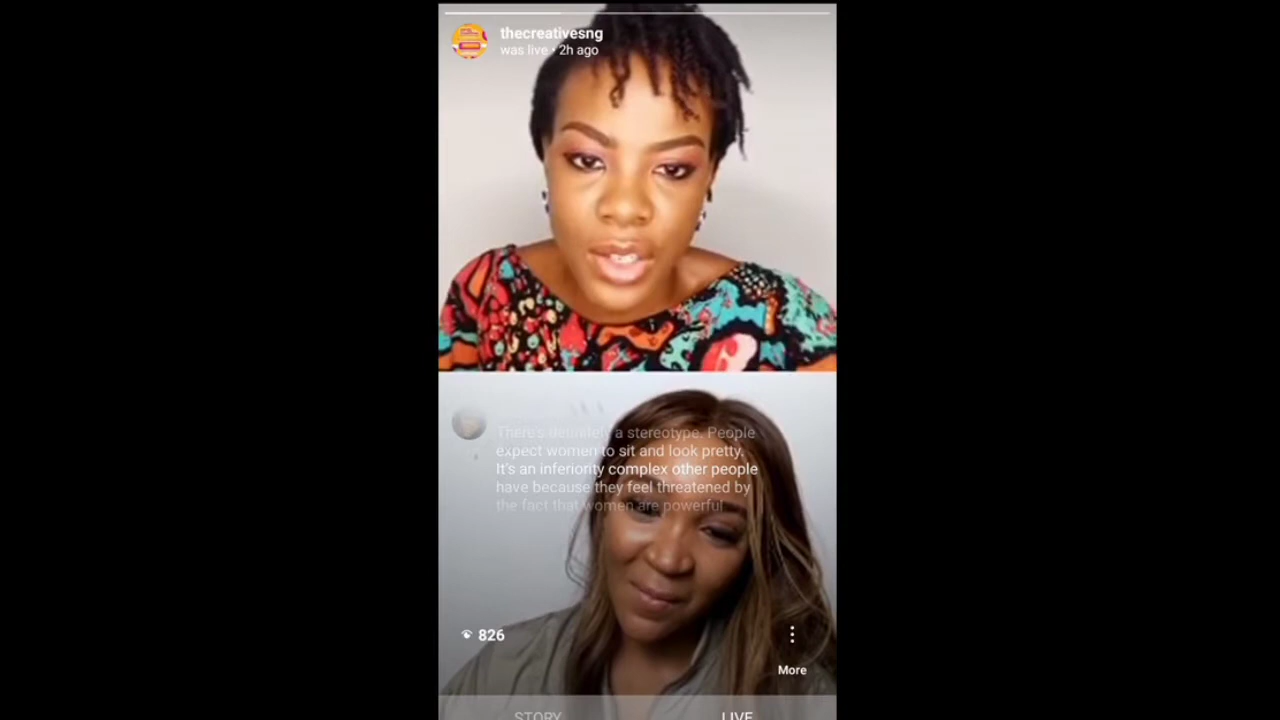 thecreativesng
was live • 2h ago
There's definitely a stereotype. People
expect women to sit and look pretty.
It's an inferiority complex other people
have because they feel threatened by
the fact that women are powerful
826
More
STORY
LIVE